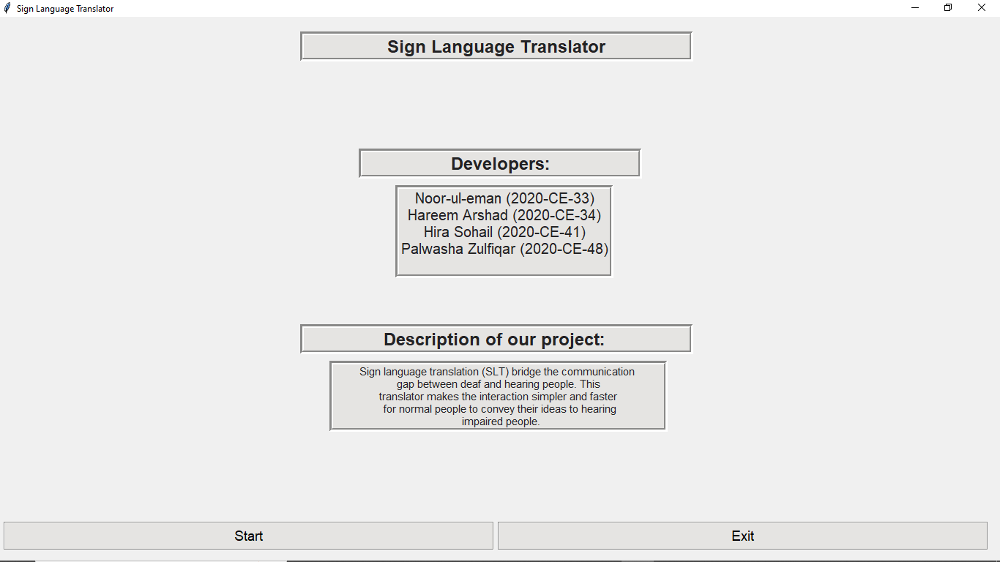 Sign Language Translator
Sign Language Translator
Developers:
Noor-ul-eman (2020-CE-33)
Hareem Arshad (2020-CE-34)
Hira Sohail (2020-CE-41)
Palwasha Zulfiqar (2020-CE-48)
Description of our project:
Sign language translation (SLT) bridge the communication
gap between deaf and hearing people. This
translator makes the interaction simpler and faster
for normal people to convey their ideas to hearing
impaired people.
Start
Exit